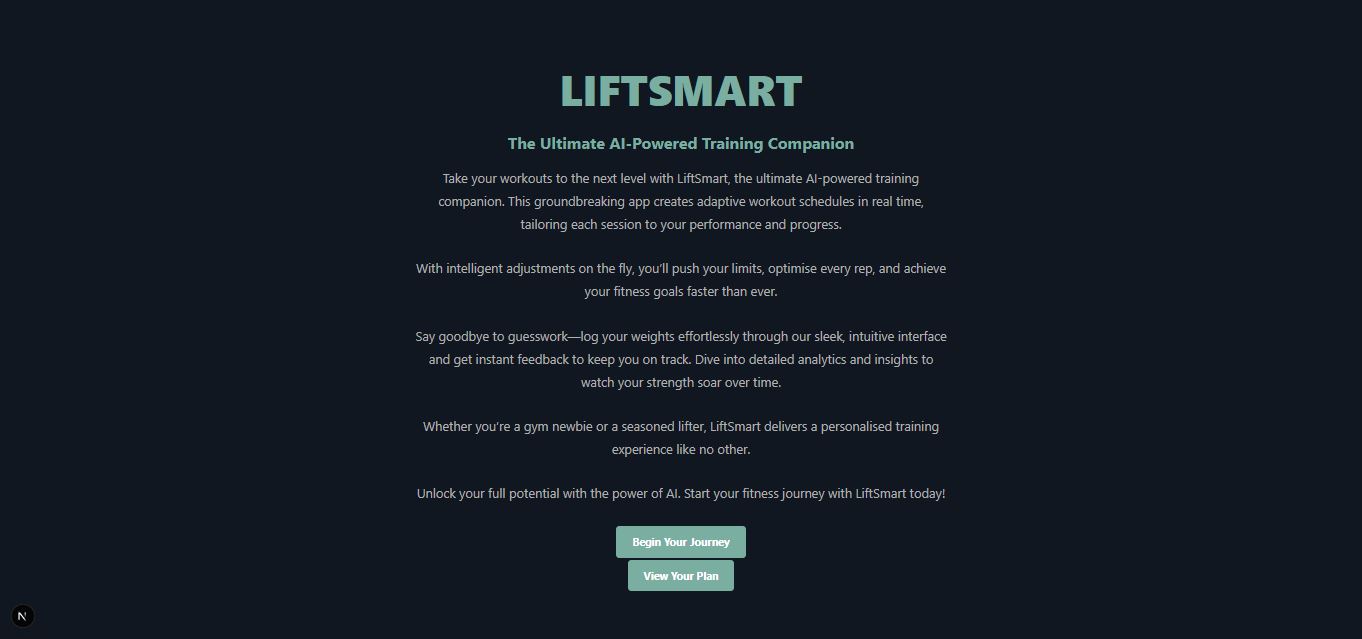 LIFTSMART
The Ultimate AI-Powered Training Companion
Take your workouts to the next level with LiftSmart, the ultimate AI-powered training
companion. This groundbreaking app creates adaptive workout schedules in real time,
tailoring each session to your performance and progress.
With intelligent adjustments on the fly, you’ll push your limits, optimise every rep, and achieve
your fitness goals faster than ever.
Say goodbye to guesswork—log your weights effortlessly through our sleek, intuitive interface
and get instant feedback to keep you on track. Dive into detailed analytics and insights to
watch your strength soar over time.
Whether you’re a gym newbie or a seasoned lifter, LiftSmart delivers a personalised training
experience like no other.
Unlock your full potential with the power of AI. Start your fitness journey with LiftSmart today!
Begin Your Journey
View Your Plan
N